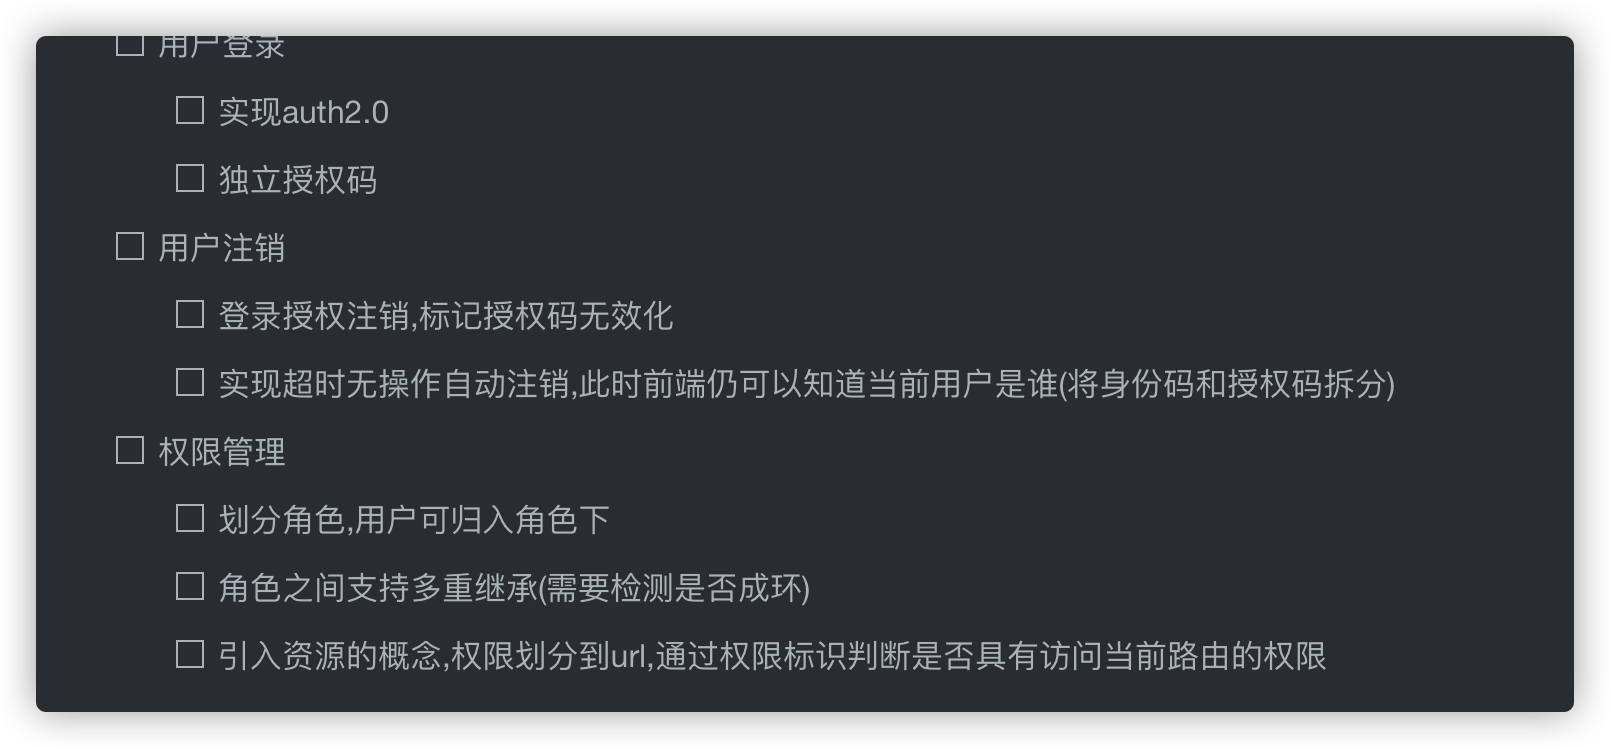 用户登录
实现auth2.0
独立授权码
用户注销
登录授权注销,标记授权码无效化
实现超时无操作自动注销,此时前端仍可以知道当前用户是谁(将身份码和授权码拆分)
权限管理
划分角色,用户可归入角色下
角色之间支持多重继承(需要检测是否成环)
引入资源的概念,权限划分到url,通过权限标识判断是否具有访问当前路由的权限